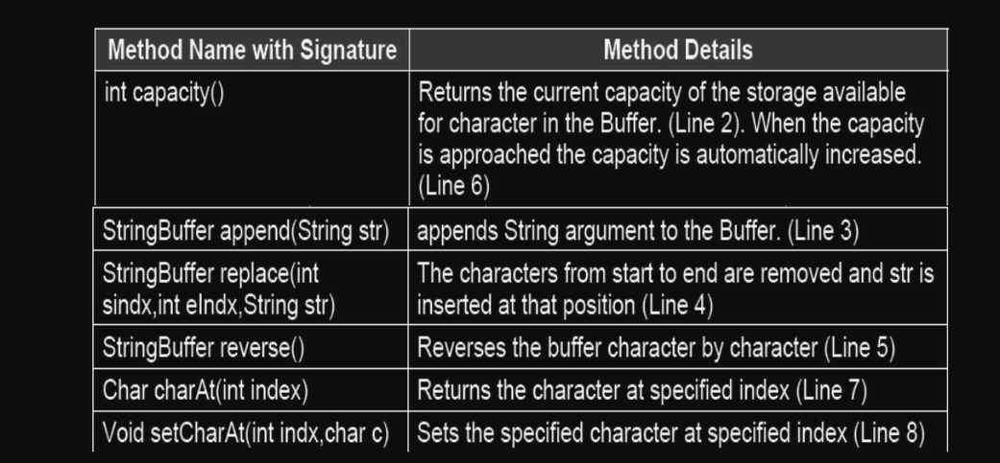 Method Name with Signature
Method Details
int capacity()
Returns the current capacity of the storage available
for character in the Buffer. (Line 2). When the capacity
is approached the capacity is automatically increased.
(Line 6)
StringBuffer append(String str)
appends String argument to the Buffer. (Line 3)
StringBuffer replace(int
sindx,int eIndx,String str)
The characters from start to end are removed and str is
inserted at that position (Line 4)
StringBuffer reverse()
Reverses the buffer character by character (Line 5)
Char charAt(int index)
Returns the character at specified index (Line 7)
Void setCharAt(int indx,char c)
Sets the specified character at specified index (Line 8)